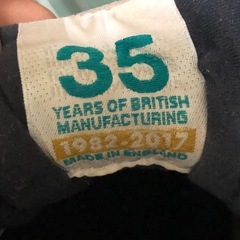 35
YEARS OF BRITISH
MANUFACTURING
1982-2017
MADE IN ENGLAND